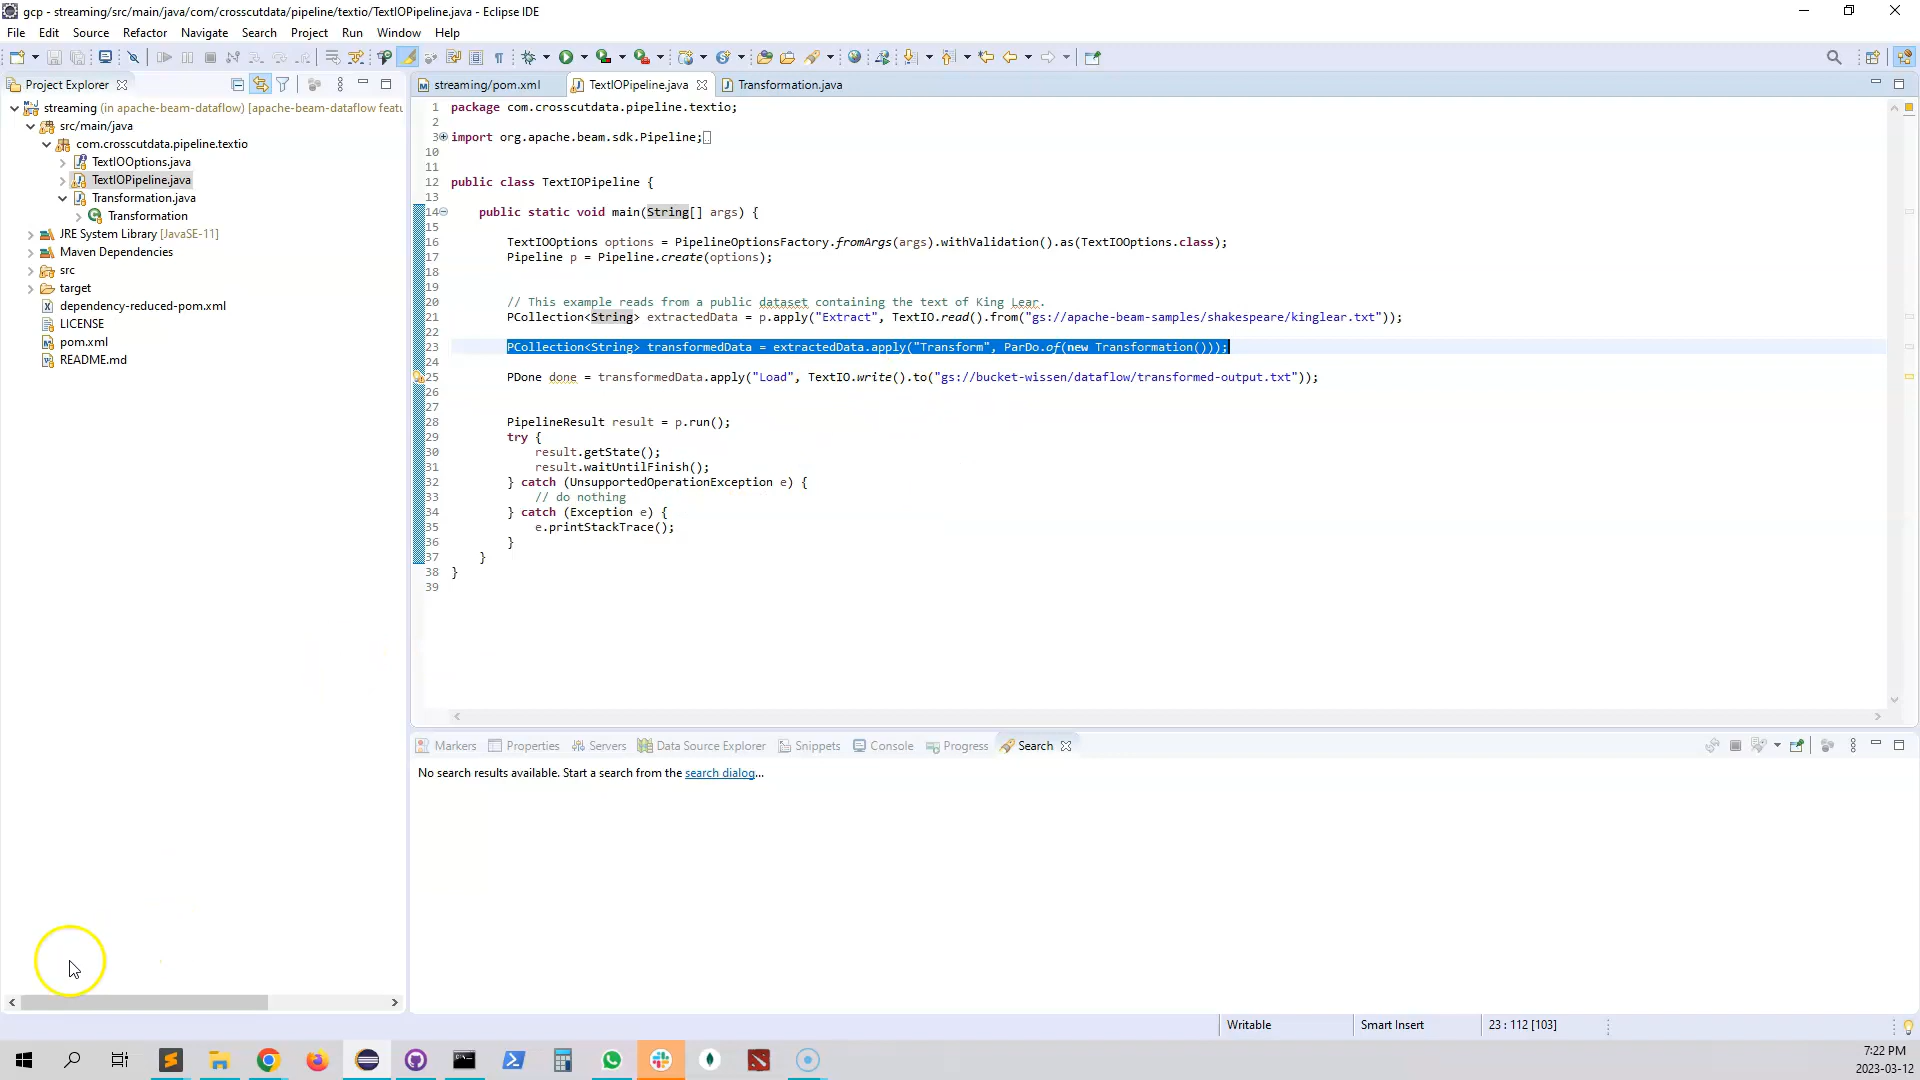 gcp - streaming/src/main/java/com/crosscutdata/pipeline/textio/TextIOPipeline.java - Eclipse IDE
File Edit Source Refactor Navigate Search Project Run Window Help
Project Explorer
streaming/pom.xml TextIOPipeline.java Transformation.java
streaming (in apache-beam-dataflow) [apache-beam-dataflow featu
src/main/java
com.crosscutdata.pipeline.textio
TextIOOptions.java
TextIOPipeline.java
Transformation.java
Transformation
JRE System Library [JavaSE-11]
Maven Dependencies
src
target
dependency-reduced-pom.xml
LICENSE
pom.xml
README.md
1 package com.crosscutdata.pipeline.textio;
2
3 import org.apache.beam.sdk.Pipeline;
10
11
12 public class TextIOPipeline {
13
14 public static void main(String[] args) {
15
16 TextIOOptions options = PipelineOptionsFactory.fromArgs(args).withValidation().as(TextIOOptions.class);
17 Pipeline p = Pipeline.create(options);
18
19
20 // This example reads from a public dataset containing the text of King Lear.
21 PCollection<String> extractedData = p.apply("Extract", TextIO.read().from("gs://apache-beam-samples/shakespeare/kinglear.txt"));
22
23 PCollection<String> transformedData = extractedData.apply("Transform", ParDo.of(new Transformation()));
24
25 PDone done = transformedData.apply("Load", TextIO.write().to("gs://bucket-wissen/dataflow/transformed-output.txt"));
26
27
28 PipelineResult result = p.run();
29 try {
30 result.getState();
31 result.waitUntilFinish();
32 } catch (UnsupportedOperationException e) {
33 // do nothing
34 } catch (Exception e) {
35 e.printStackTrace();
36 }
37 }
38 }
39
Markers Properties Servers Data Source Explorer Snippets Console Progress Search
No search results available. Start a search from the search dialog...
Writable Smart Insert 23 : 112 [103]
7:22 PM
2023-03-12